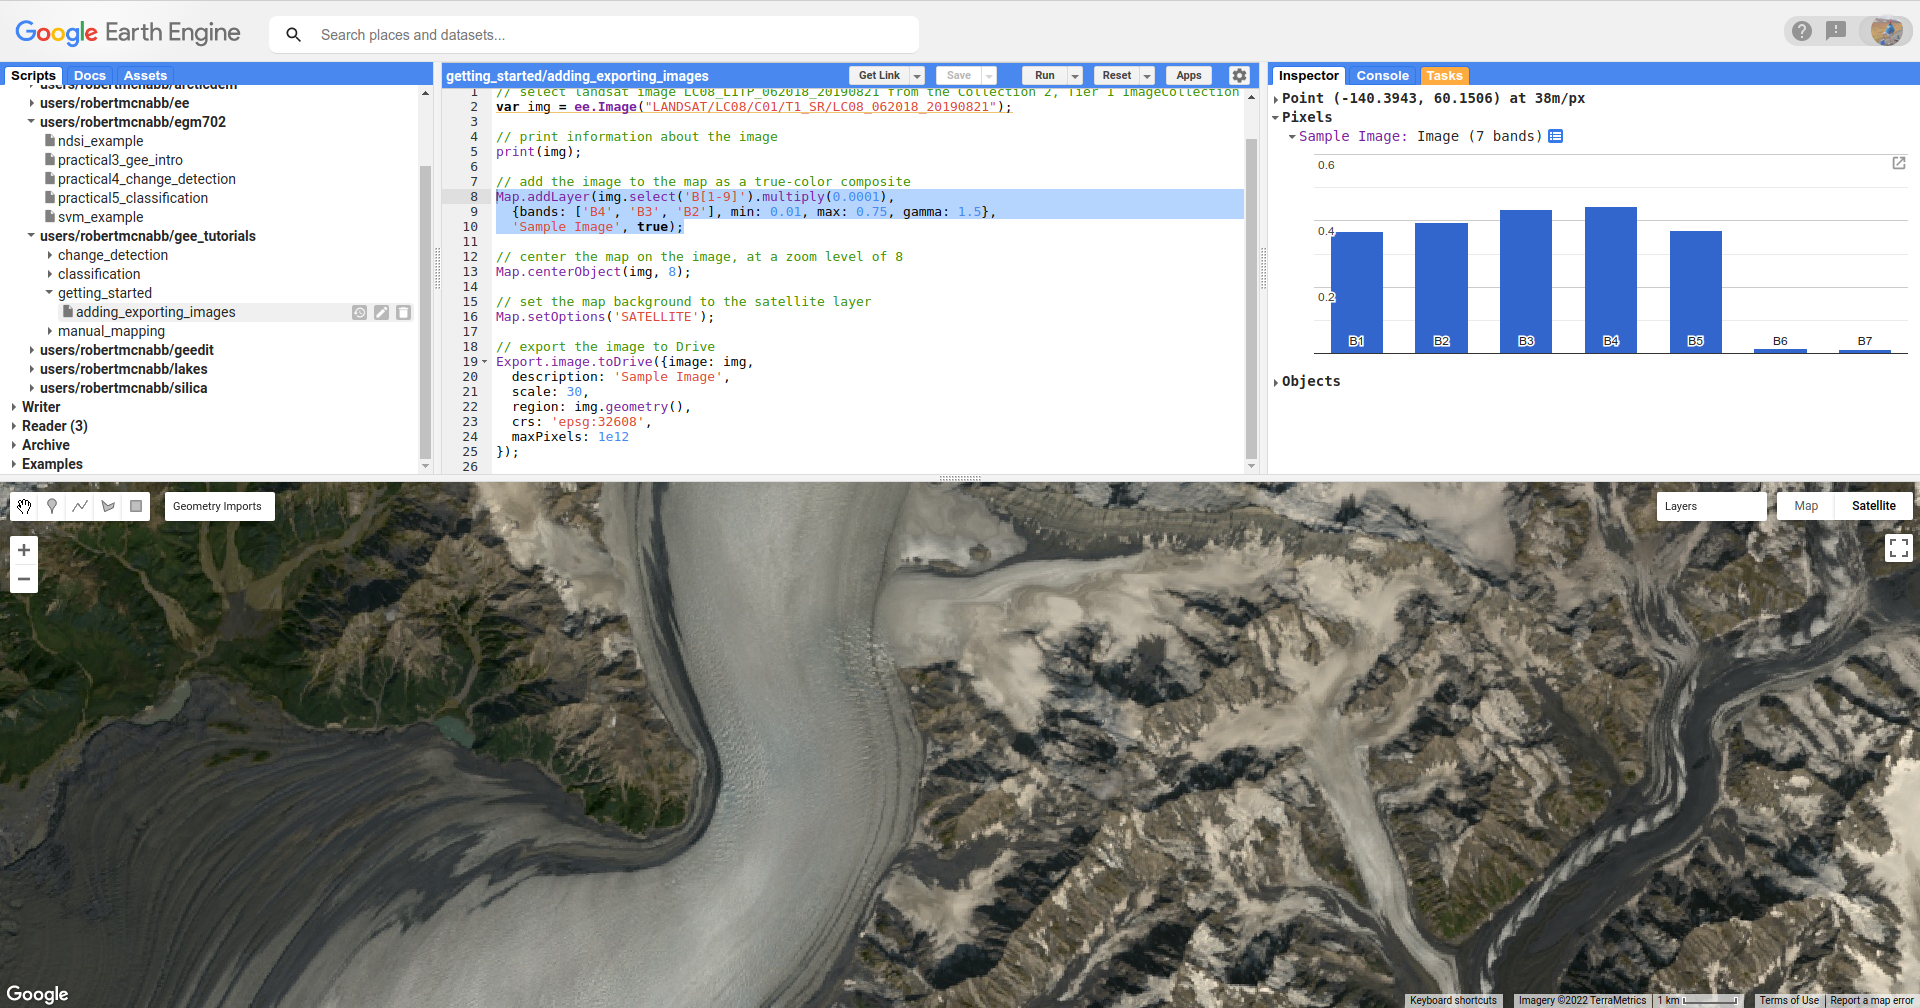 Google Earth Engine
Search places and datasets...
Scripts
Docs
Assets
users/robertmcnabb/arcticdem
users/robertmcnabb/ee
users/robertmcnabb/egm702
ndsi_example
practical3_gee_intro
practical4_change_detection
practical5_classification
svm_example
users/robertmcnabb/gee_tutorials
change_detection
classification
getting_started
adding_exporting_images
manual_mapping
users/robertmcnabb/geedit
users/robertmcnabb/lakes
users/robertmcnabb/silica
Writer
Reader (3)
Archive
Examples
getting_started/adding_exporting_images
Get Link
Save
Run
Reset
Apps
1 // select landsat image LC08_L1TP_062018_20190821 from the Collection 2, Tier 1 ImageCollection
2 var img = ee.Image("LANDSAT/LC08/C01/T1_SR/LC08_062018_20190821");
3
4 // print information about the image
5 print(img);
6
7 // add the image to the map as a true-color composite
8 Map.addLayer(img.select('B[1-9]').multiply(0.0001),
9 {bands: ['B4', 'B3', 'B2'], min: 0.01, max: 0.75, gamma: 1.5},
10 'Sample Image', true);
11
12 // center the map on the image, at a zoom level of 8
13 Map.centerObject(img, 8);
14
15 // set the map background to the satellite layer
16 Map.setOptions('SATELLITE');
17
18 // export the image to Drive
19 Export.image.toDrive({image: img,
20 description: 'Sample Image',
21 scale: 30,
22 region: img.geometry(),
23 crs: 'epsg:32608',
24 maxPixels: 1e12
25 });
26
Inspector
Console
Tasks
Point (-140.3943, 60.1506) at 38m/px
Pixels
Sample Image: Image (7 bands)
0.6
0.4
0.2
B1 B2 B3 B4 B5 B6 B7
Objects
Geometry Imports
Layers
Map
Satellite
Google
Keyboard shortcuts
Imagery ©2022 TerraMetrics
1 km
Terms of Use
Report a map error